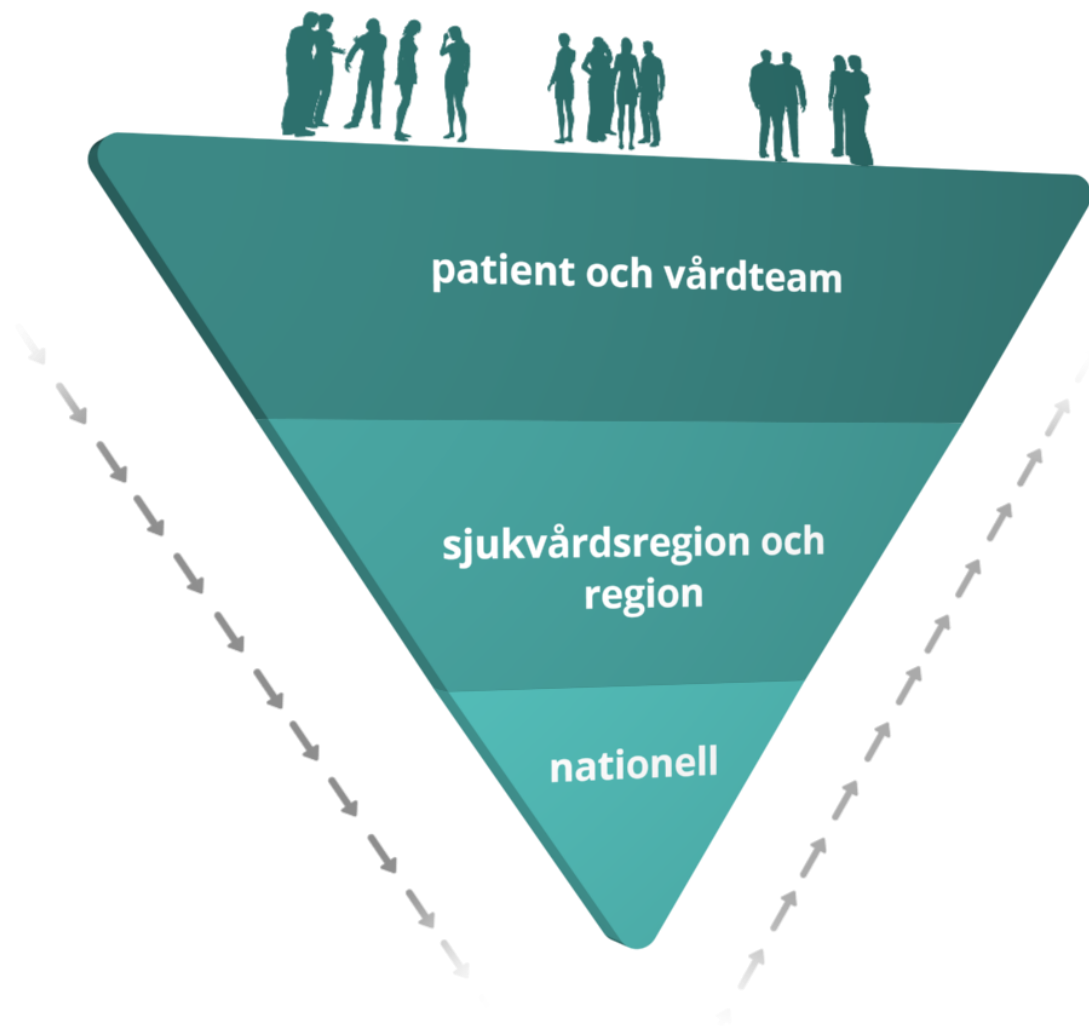 patient och vårdteam
sjukvårdsregion och
region
nationell